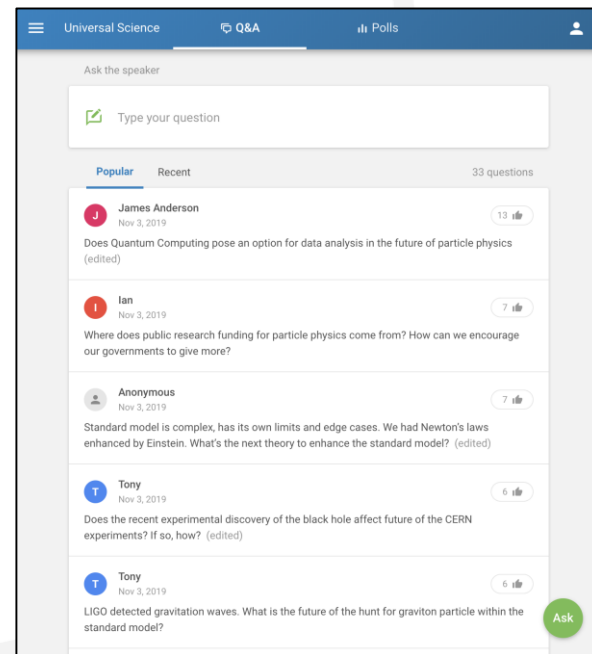 Universal Science
Q&A
Polls
Ask the speaker
Type your question
Popular
Recent
33 questions
J
James Anderson
Nov 3, 2019
13
Does Quantum Computing pose an option for data analysis in the future of particle physics
(edited)
I
Ian
Nov 3, 2019
7
Where does public research funding for particle physics come from? How can we encourage
our governments to give more?
Anonymous
Nov 3, 2019
7
Standard model is complex, has its own limits and edge cases. We had Newton's laws
enhanced by Einstein. What's the next theory to enhance the standard model? (edited)
T
Tony
Nov 3, 2019
6
Does the recent experimental discovery of the black hole affect future of the CERN
experiments? If so, how? (edited)
T
Tony
Nov 3, 2019
6
LIGO detected gravitation waves. What is the future of the hunt for graviton particle within the
standard model?
Ask